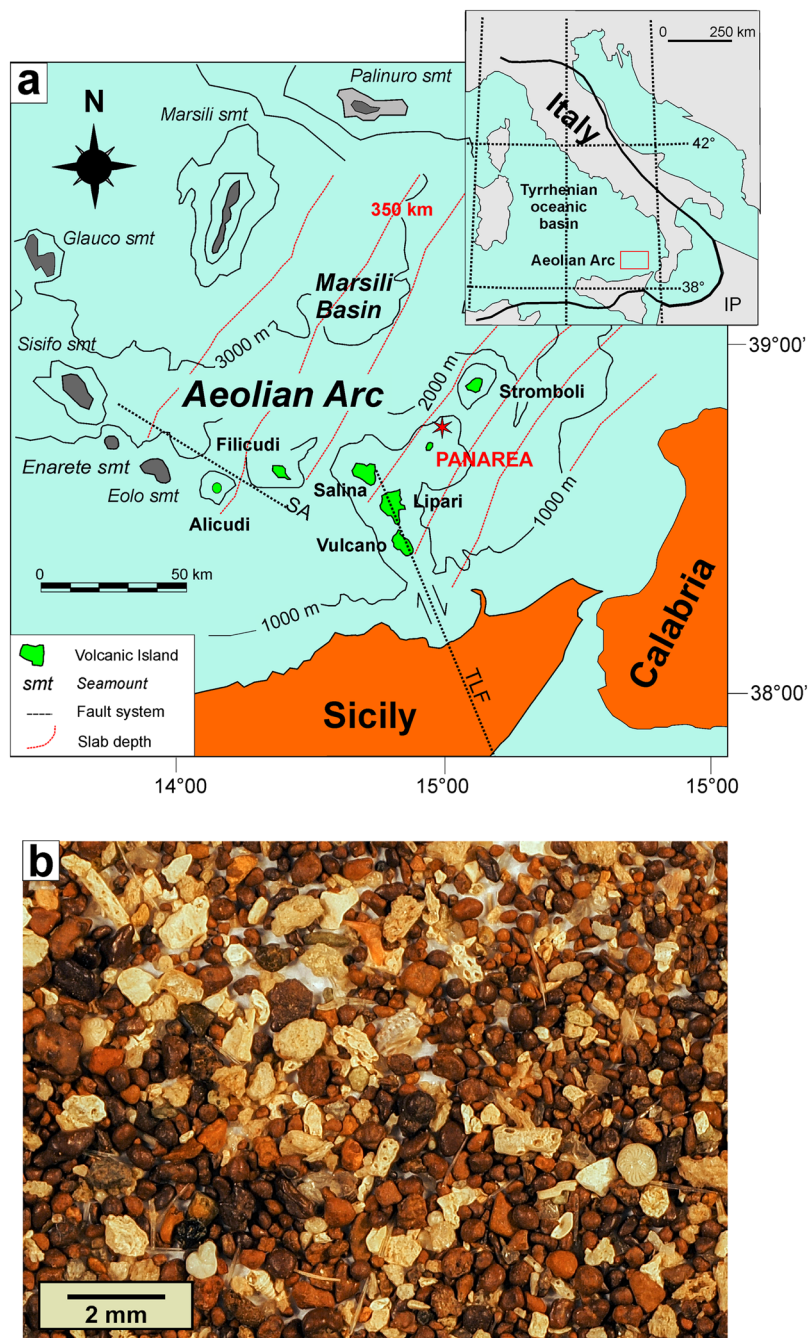 a
N
Palinuro smt
Marsili smt
Glauco smt
Sisifo smt
Enarete smt
Eolo smt
350 km
Marsili
Basin
3000 m
2000 m
Aeolian Arc
Stromboli
Filicudi
PANAREA
Salina
Lipari
Alicudi
SA
Vulcano
1000 m
1000 m
0 50 km
TLF
Sicily
Calabria
Volcanic Island
smt Seamount
Fault system
Slab depth
39°00
38°00
14°00
15°00
15°00
0 250 km
Italy
42°
Tyrrhenian
oceanic
basin
Aeolian Arc
38°
IP
b
2 mm